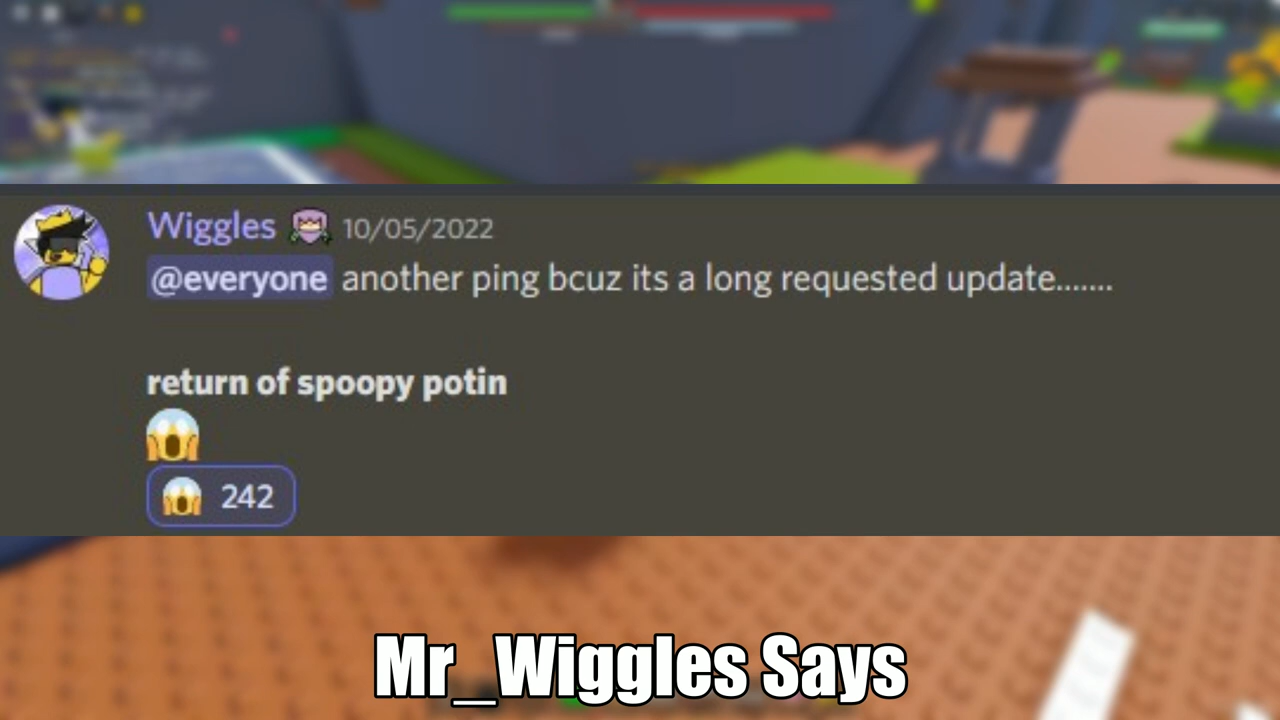 Wiggles 10/05/2022
@everyone another ping bcuz its a long requested update.......
return of spoopy potin
😱
😱 242
Mr_Wiggles Says